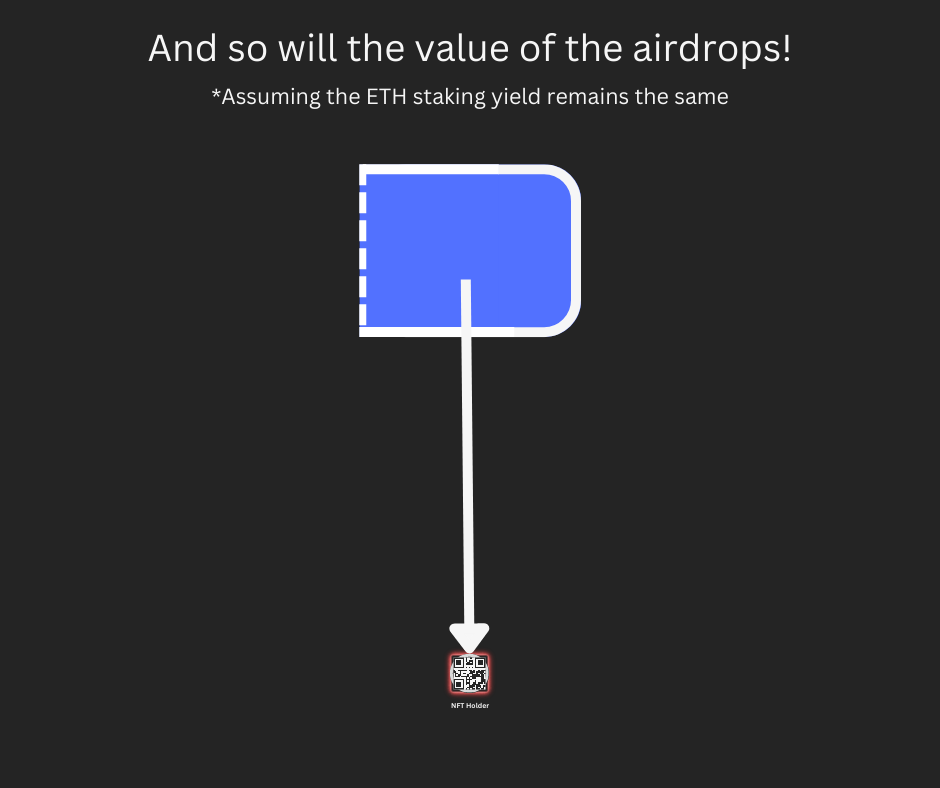 And so will the value of the airdrops!
*Assuming the ETH staking yield remains the same
NFT Holder